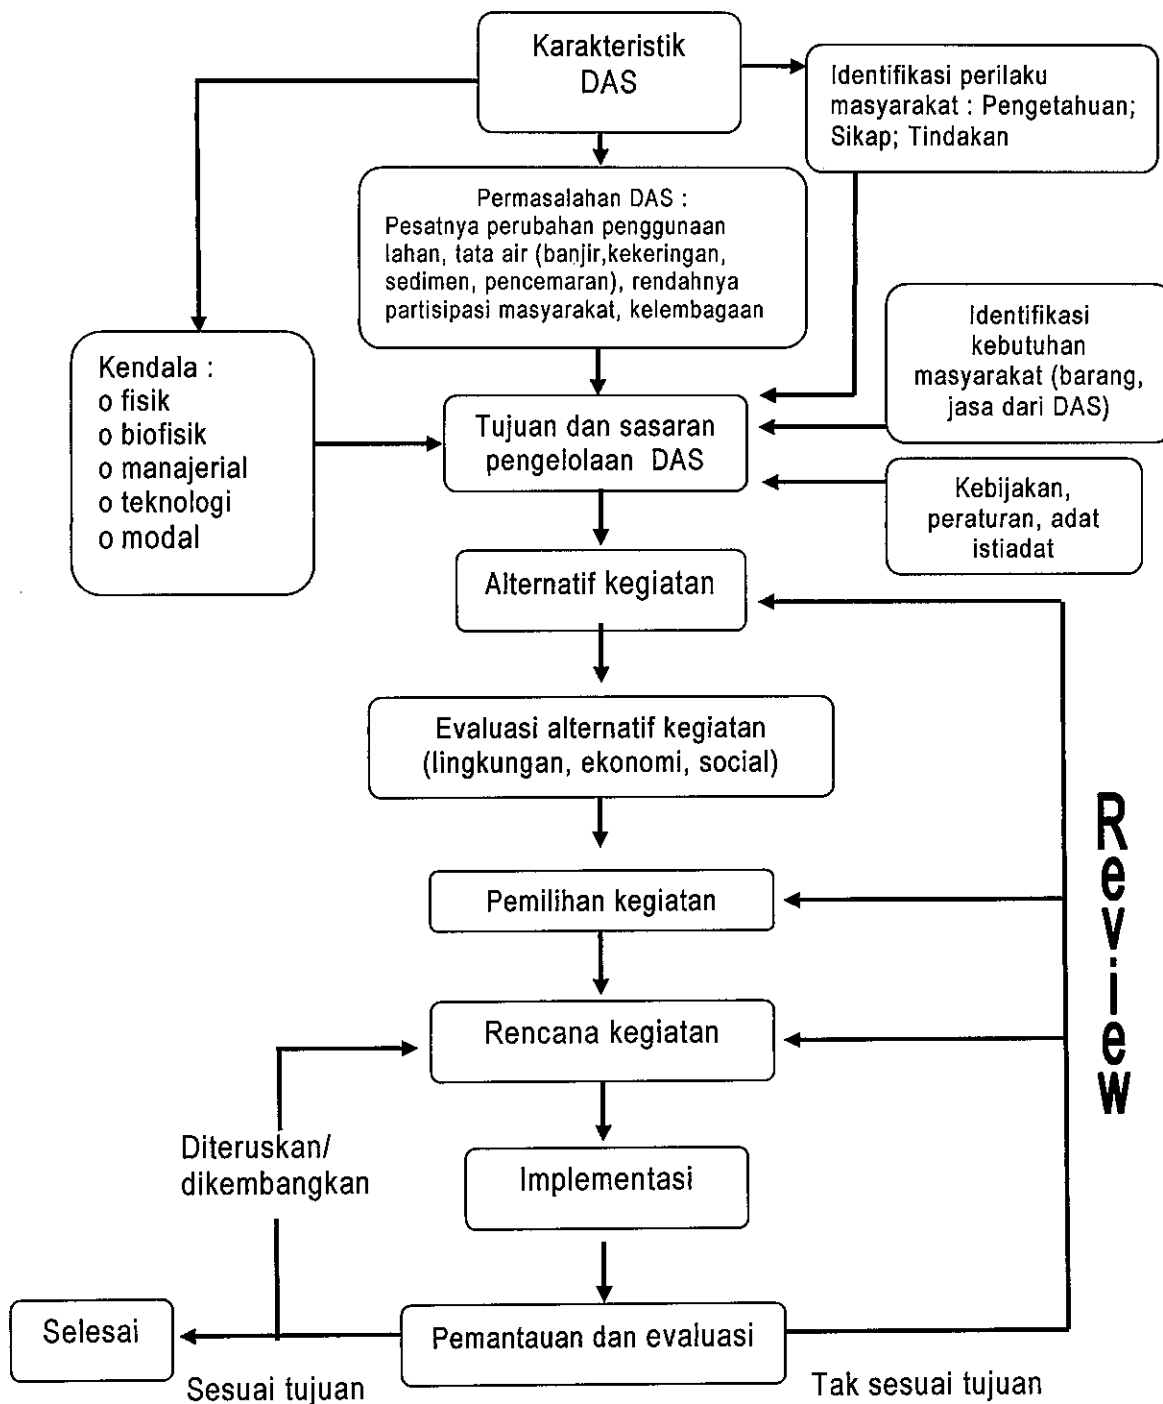 Karakteristik
DAS
Identifikasi perilaku
masyarakat : Pengetahuan;
Sikap; Tindakan
Permasalahan DAS :
Pesatnya perubahan penggunaan
lahan, tata air (banjir,kekeringan,
sedimen, pencemaran), rendahnya
partisipasi masyarakat, kelembagaan
Identifikasi
kebutuhan
masyarakat (barang,
jasa dari DAS)
Kendala :
o fisik
o biofisik
o manajerial
o teknologi
o modal
Tujuan dan sasaran
pengelolaan DAS
Kebijakan,
peraturan, adat
istiadat
Alternatif kegiatan
Evaluasi alternatif kegiatan
(lingkungan, ekonomi, social)
Pemilihan kegiatan
Review
Rencana kegiatan
Diteruskan/
dikembangkan
Implementasi
Selesai
Pemantauan dan evaluasi
Sesuai tujuan
Tak sesuai tujuan